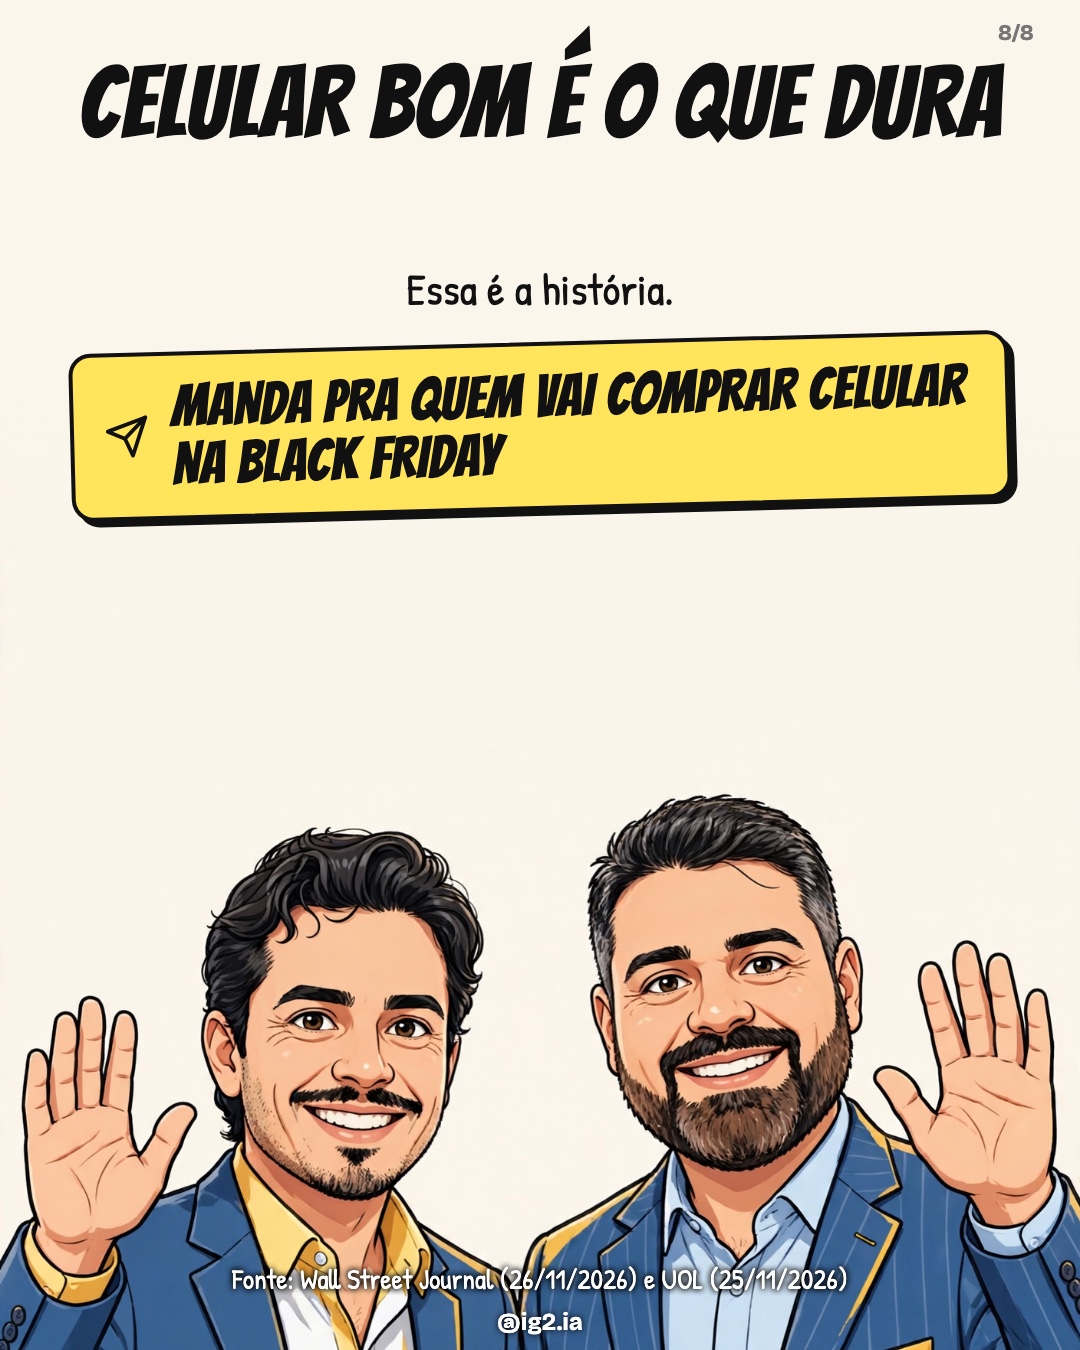 8/8
CELULAR BOM É O QUE DURA
Essa é a história.
MANDA PRA QUEM VAI COMPRAR CELULAR
NA BLACK FRIDAY
Fonte: Wall Street Journal (26/11/2026) e UOL (25/11/2026)
@ig2.ia